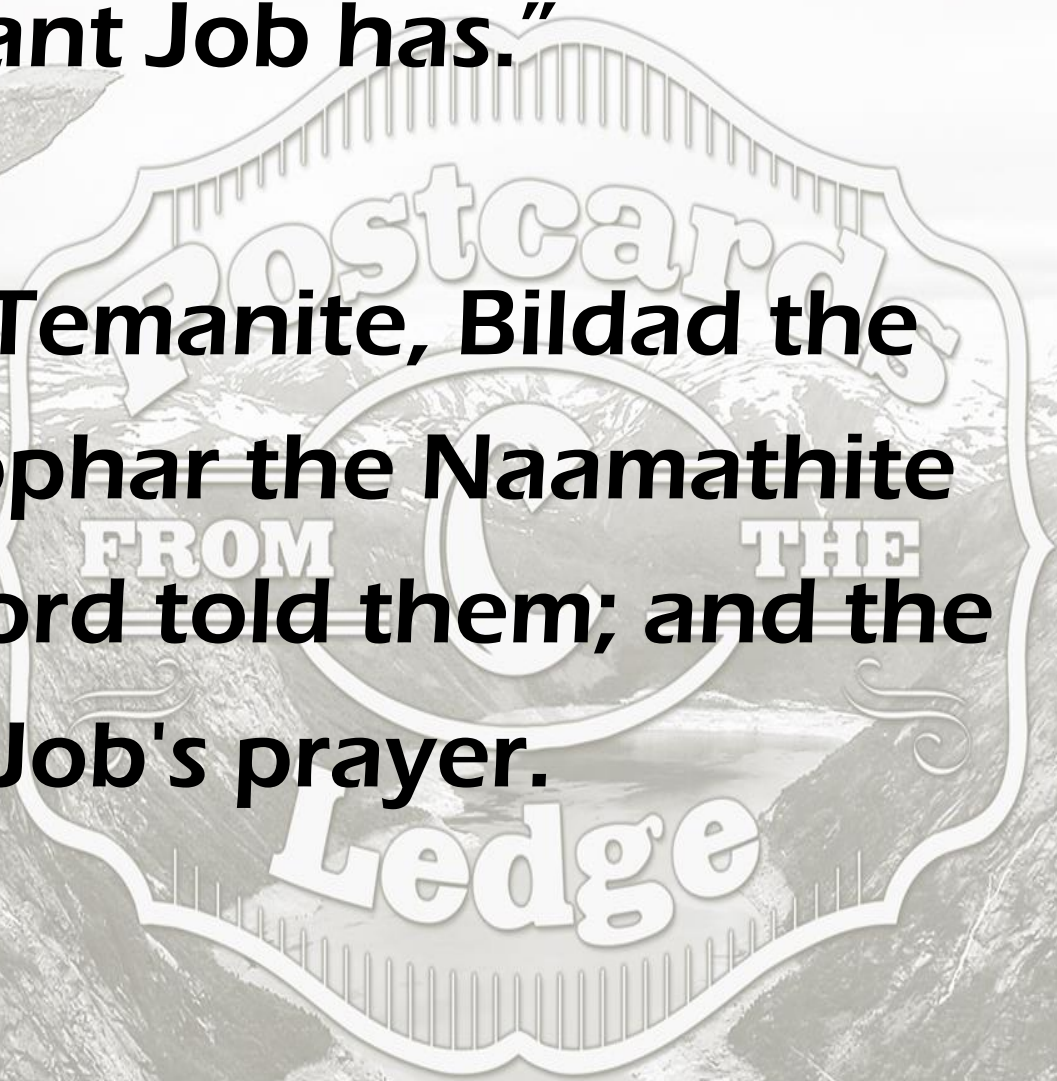 ant Job has.”
Postcards
Temanite, Bildad the
ophar the Naamathite
FROM C THE
ord told them; and the
Job's prayer.
Ledge